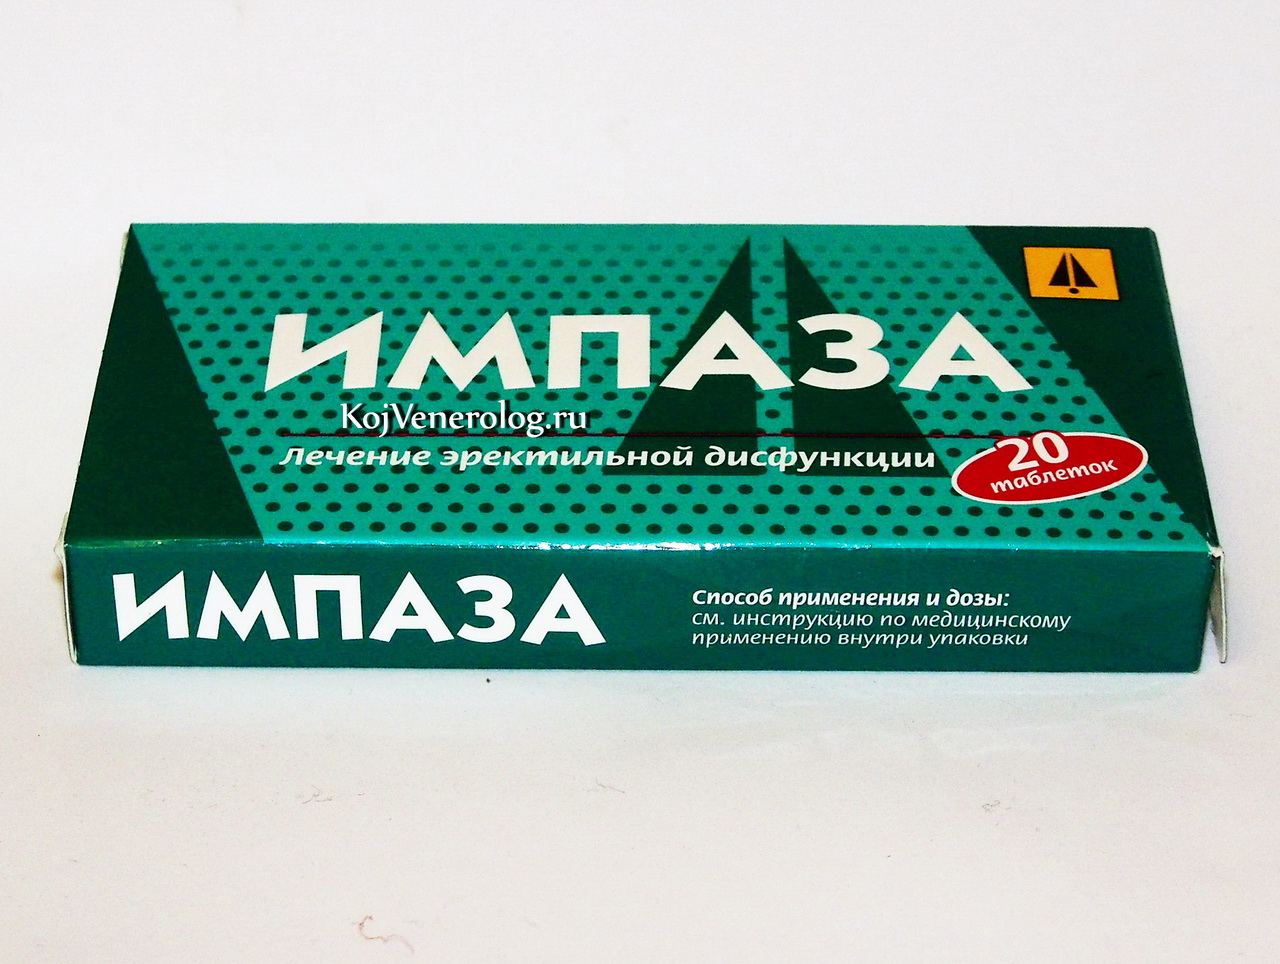 ИМПАЗА
KojVenerolog.ru
Лечение эректильной дисфункции
20
таблеток
ИМПАЗА
Способ применения и дозы:
см. инструкцию по медицинскому
применению внутри упаковки